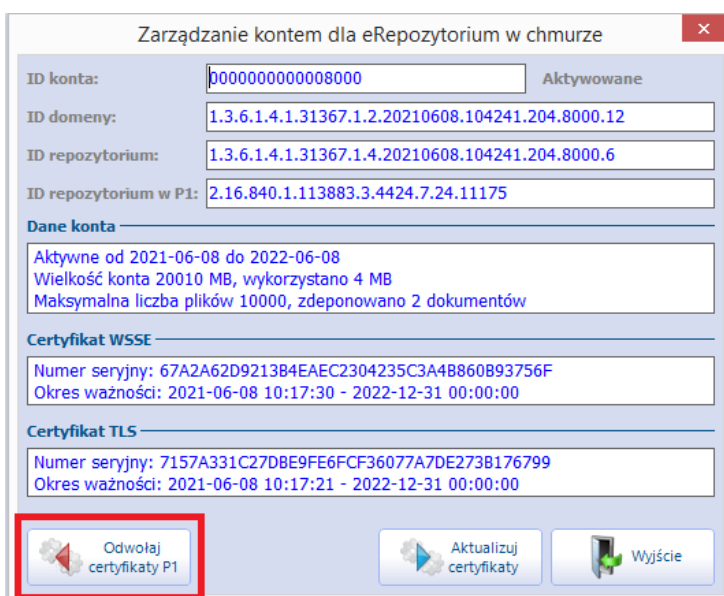 Zarządzanie kontem dla eRepozytorium w chmurze
ID konta: 0000000000008000 Aktywowane
ID domeny: 1.3.6.1.4.1.31367.1.2.20210608.104241.204.8000.12
ID repozytorium: 1.3.6.1.4.1.31367.1.4.20210608.104241.204.8000.6
ID repozytorium w P1: 2.16.840.1.113883.3.4424.7.24.11175
Dane konta
Aktywne od 2021-06-08 do 2022-06-08
Wielkość konta 20010 MB, wykorzystano 4 MB
Maksymalna liczba plików 10000, zdeponowano 2 dokumentów
Certyfikat WSSE
Numer seryjny: 67A2A62D9213B4EAEC2304235C3A4B860B93756F
Okres ważności: 2021-06-08 10:17:30 - 2022-12-31 00:00:00
Certyfikat TLS
Numer seryjny: 7157A331C27DBE9FE6FCF36077A7DE273B176799
Okres ważności: 2021-06-08 10:17:21 - 2022-12-31 00:00:00
Odwołaj
certyfikaty P1
Aktualizuj
certyfikaty
Wyjście